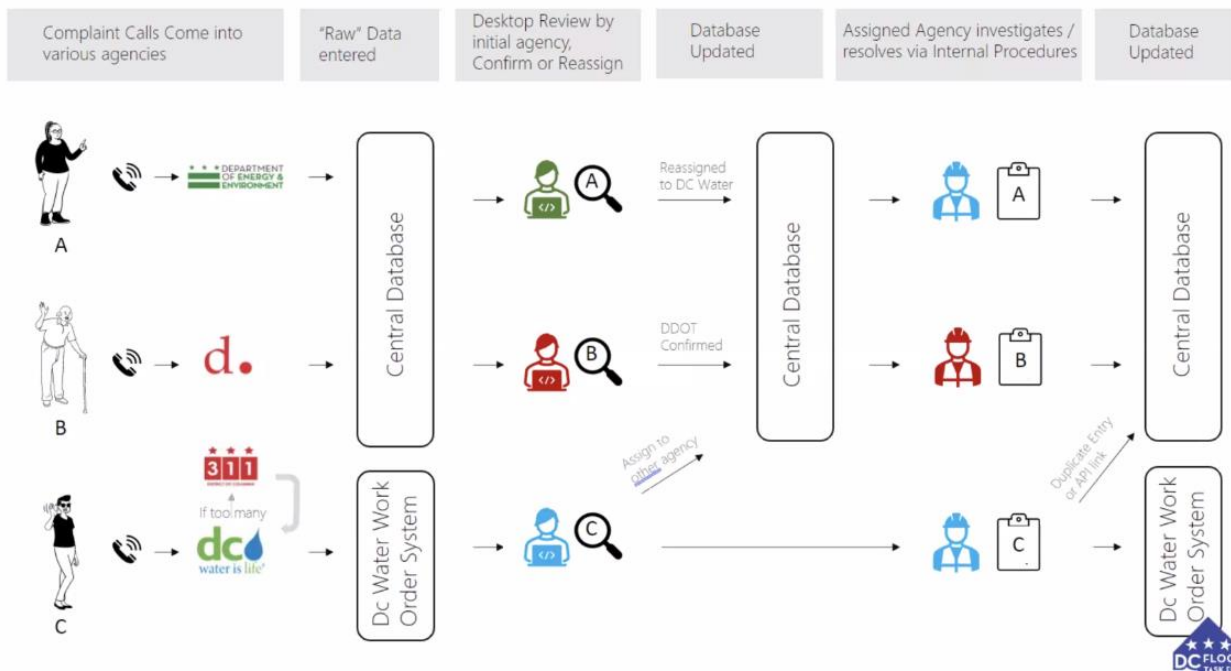 Complaint Calls Come into
various agencies
"Raw" Data
entered
Desktop Review by
initial agency,
Confirm or Reassign
Database
Updated
Assigned Agency investigates /
resolves via Internal Procedures
Database
Updated
A
DEPARTMENT
OF ENERGY &
ENVIRONMENT
Central Database
</>
A
Reassigned
to DC Water
Central Database
A
Central Database
B
d.
</>
B
DDOT
Confirmed
B
311
If too many
dc
water is life
C
Dc Water Work
Order System
</>
C
Assign to
other agency
C
Duplicate Entry
or API link
Dc Water Work
Order System
DC FLOO